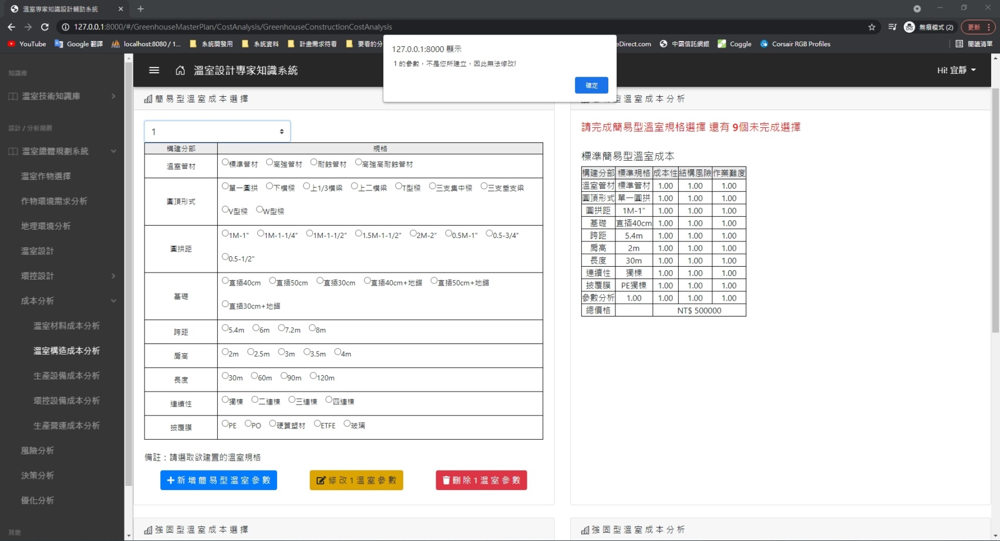 溫室專家知識設計輔助系統
127.0.0.1:8000/#/GreenhouseMasterPlan/CostAnalysis/GreenhouseConstructionCostAnalysis
無痕模式 (2)
更新
YouTube
Google 翻譯
localhost:8080 / 1...
系統開發用
系統資料
計畫需求待看
要看的分
eDirect.com
中國信託網銀
Coggle
Corsair RGB Profiles
閱讀清單
127.0.0.1:8000 顯示
1 的參數，不是您所建立，因此無法修改!
確定
溫室設計專家知識系統
Hi! 宜靜
知識庫
溫室技術知識庫
設計 / 分析規劃
溫室總體規劃系統
溫室作物選擇
作物環境需求分析
地理環境分析
溫室設計
環控設計
成本分析
溫室材料成本分析
溫室構造成本分析
生產設備成本分析
環控設備成本分析
生產營運成本分析
風險分析
決策分析
優化分析
其他
簡易型溫室成本選擇
1
構建分部 規格
溫室管材 標準管材 高強管材 耐蝕管材 高強高耐蝕管材
圓頂形式 單一圓拱 下橫樑 上1/3橫梁 上二橫梁 T型樑 三支集中樑 三支垂支梁
V型樑 W型樑
圓拱距 1M-1" 1M-1-1/4" 1M-1-1/2" 1.5M-1-1/2" 2M-2" 0.5M-1" 0.5-3/4"
0.5-1/2"
基礎 直插40cm 直插50cm 直插30cm 直插40cm+地錨 直插50cm+地錨
直插30cm+地錨
跨距 5.4m 6m 7.2m 8m
肩高 2m 2.5m 3m 3.5m 4m
長度 30m 60m 90m 120m
連續性 獨棟 二連棟 三連棟 四連棟
披覆膜 PE PO 硬質塑材 ETFE 玻璃
備註：請選取欲建置的溫室規格
新增簡易型溫室參數
修改1溫室參數
刪除1溫室參數
型溫室成本分析
請完成簡易型溫室規格選擇 還有 9個未完成選擇
標準簡易型溫室成本
構建分部 標準規格 成本性 結構風險 作業難度
溫室管材 標準管材 1.00 1.00 1.00
圓頂形式 單一圓拱 1.00 1.00 1.00
圓拱距 1M-1" 1.00 1.00 1.00
基礎 直插40cm 1.00 1.00 1.00
跨距 5.4m 1.00 1.00 1.00
肩高 2m 1.00 1.00 1.00
長度 30m 1.00 1.00 1.00
連續性 獨棟 1.00 1.00 1.00
披覆膜 PE獨棟 1.00 1.00 1.00
參數分析 1.00 1.00 1.00 1.00
總價格 NT$ 500000
強固型溫室成本選擇
強固型溫室成本分析